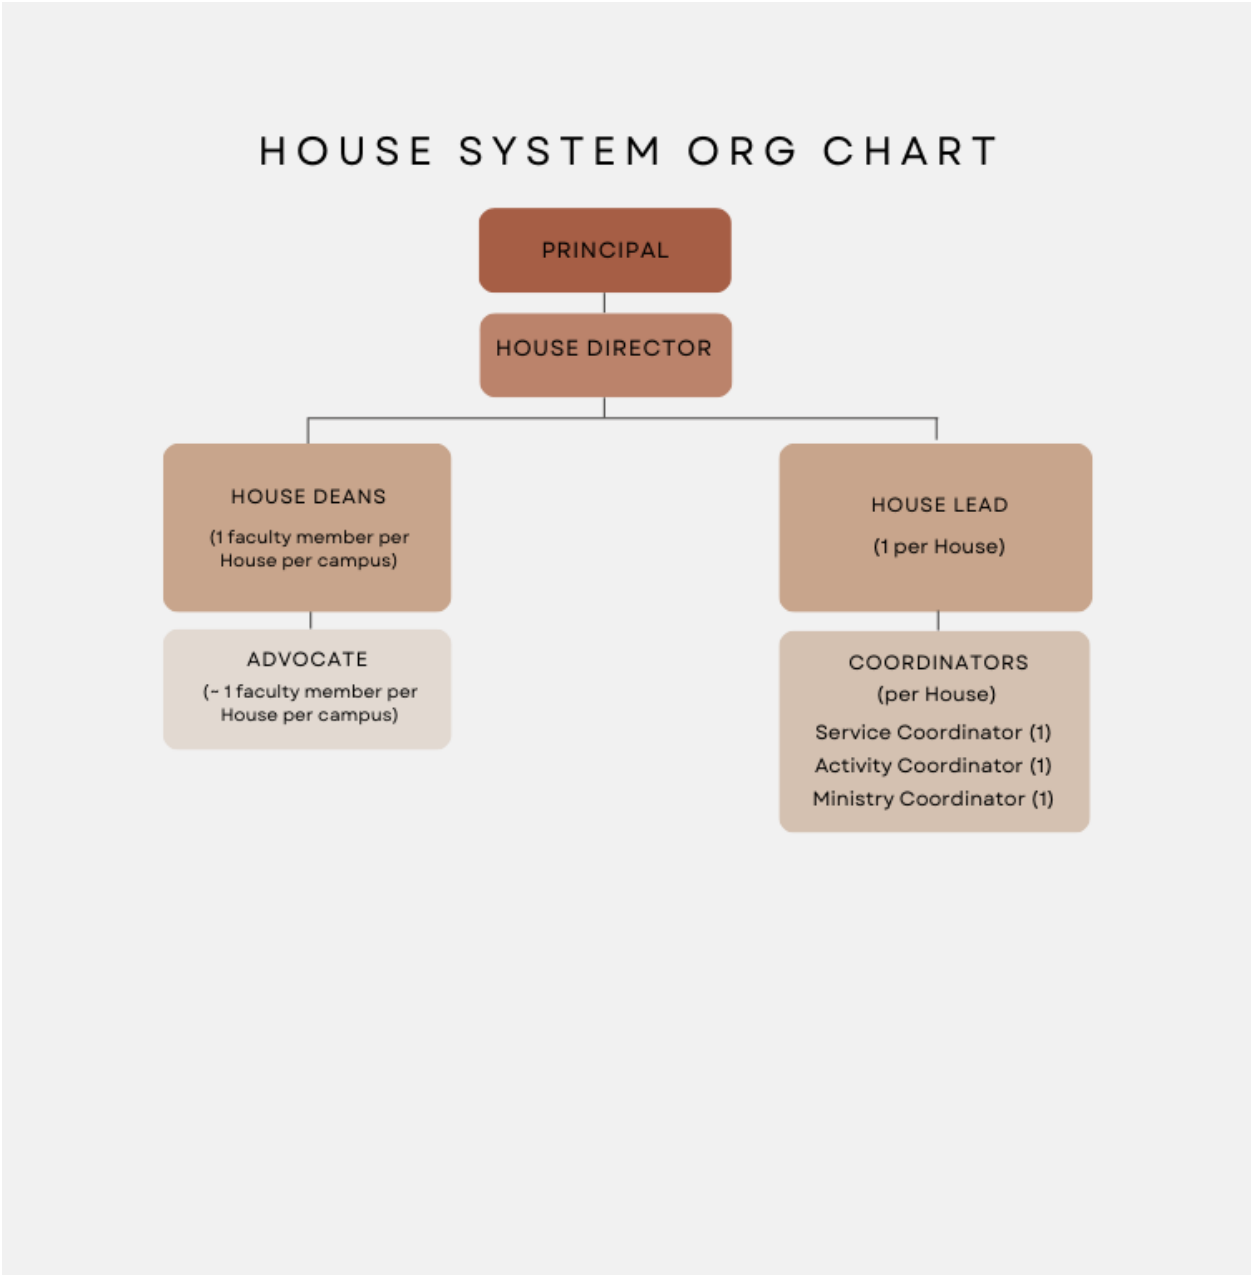 HOUSE SYSTEM ORG CHART
PRINCIPAL
HOUSE DIRECTOR
HOUSE DEANS
(1 faculty member per
House per campus)
ADVOCATE
(~ 1 faculty member per
House per campus)
HOUSE LEAD
(1 per House)
COORDINATORS
(per House)
Service Coordinator (1)
Activity Coordinator (1)
Ministry Coordinator (1)